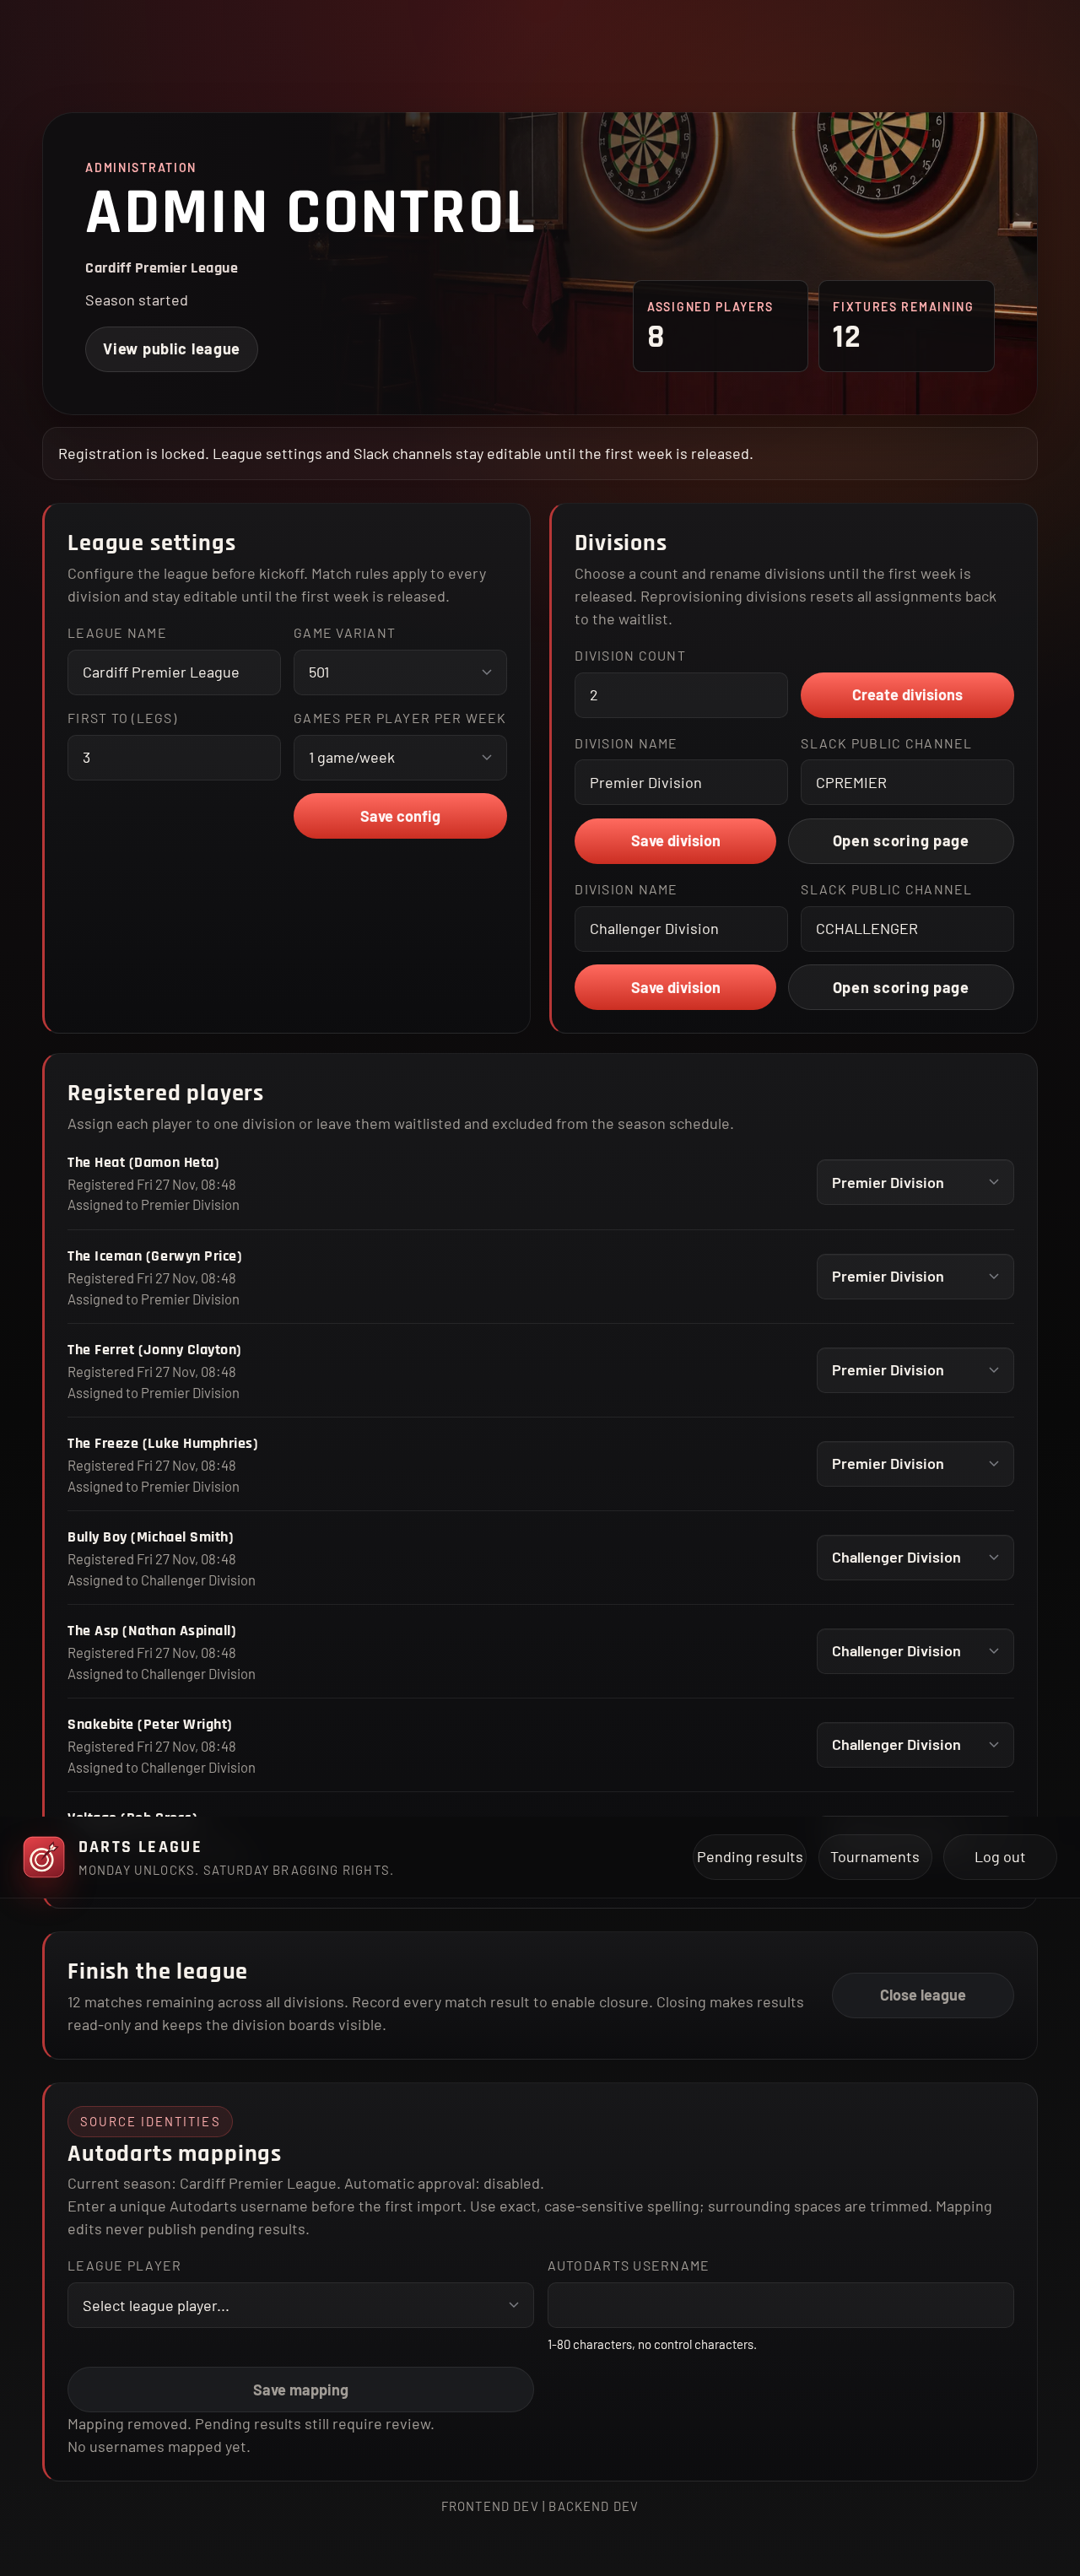 ADMINISTRATION
ADMIN CONTROL
Cardiff Premier League
Season started
View public league
ASSIGNED PLAYERS
8
FIXTURES REMAINING
12
Registration is locked. League settings and Slack channels stay editable until the first week is released.
League settings
Configure the league before kickoff. Match rules apply to every
division and stay editable until the first week is released.
LEAGUE NAME
GAME VARIANT
Cardiff Premier League
501
FIRST TO (LEGS)
GAMES PER PLAYER PER WEEK
3
1 game/week
Save config
Divisions
Choose a count and rename divisions until the first week is
released. Reprovisioning divisions resets all assignments back
to the waitlist.
DIVISION COUNT
2
Create divisions
DIVISION NAME
SLACK PUBLIC CHANNEL
Premier Division
CPREMIER
Save division
Open scoring page
DIVISION NAME
SLACK PUBLIC CHANNEL
Challenger Division
CCHALLENGER
Save division
Open scoring page
Registered players
Assign each player to one division or leave them waitlisted and excluded from the season schedule.
The Heat (Damon Heta)
Registered Fri 27 Nov, 08:48
Assigned to Premier Division
Premier Division
The Iceman (Gerwyn Price)
Registered Fri 27 Nov, 08:48
Assigned to Premier Division
Premier Division
The Ferret (Jonny Clayton)
Registered Fri 27 Nov, 08:48
Assigned to Premier Division
Premier Division
The Freeze (Luke Humphries)
Registered Fri 27 Nov, 08:48
Assigned to Premier Division
Premier Division
Bully Boy (Michael Smith)
Registered Fri 27 Nov, 08:48
Assigned to Challenger Division
Challenger Division
The Asp (Nathan Aspinall)
Registered Fri 27 Nov, 08:48
Assigned to Challenger Division
Challenger Division
Snakebite (Peter Wright)
Registered Fri 27 Nov, 08:48
Assigned to Challenger Division
Challenger Division
DARTS LEAGUE
MONDAY UNLOCKS. SATURDAY BRAGGING RIGHTS.
Pending results
Tournaments
Log out
Finish the league
12 matches remaining across all divisions. Record every match result to enable closure. Closing makes results
read-only and keeps the division boards visible.
Close league
SOURCE IDENTITIES
Autodarts mappings
Current season: Cardiff Premier League. Automatic approval: disabled.
Enter a unique Autodarts username before the first import. Use exact, case-sensitive spelling; surrounding spaces are trimmed. Mapping
edits never publish pending results.
LEAGUE PLAYER
AUTODARTS USERNAME
Select league player...
1-80 characters, no control characters.
Save mapping
Mapping removed. Pending results still require review.
No usernames mapped yet.
FRONTEND DEV | BACKEND DEV